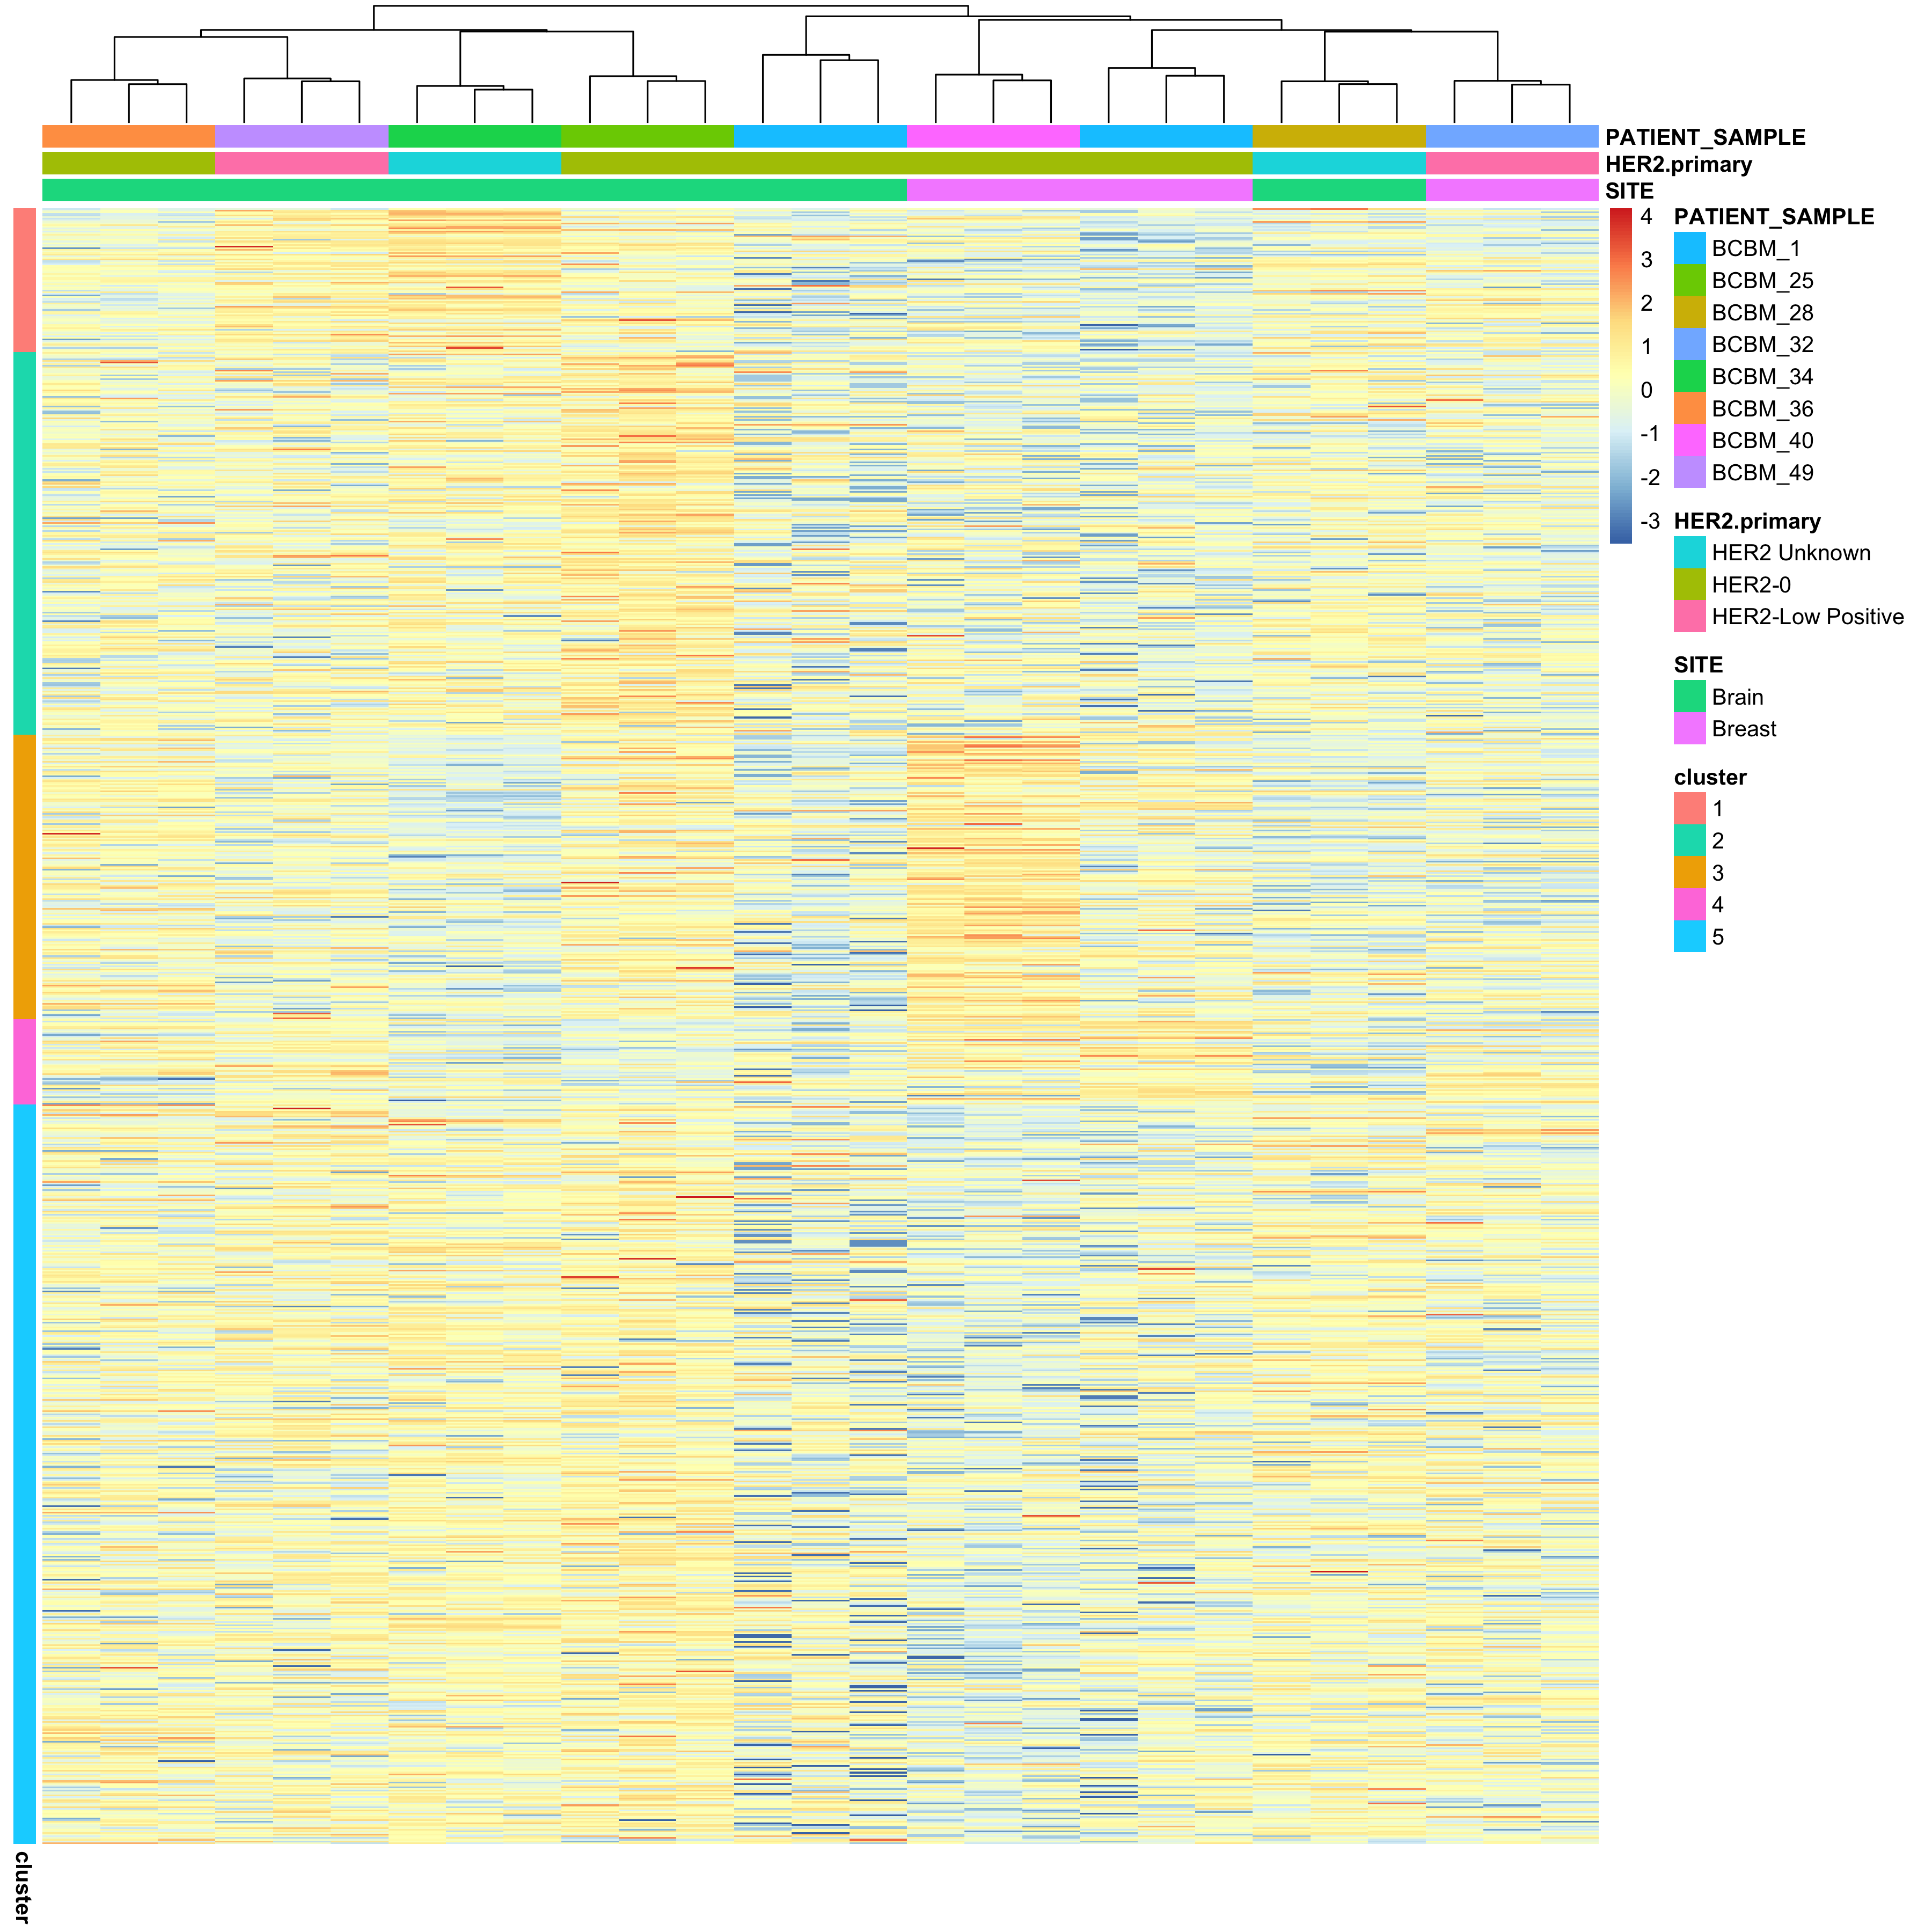 PATIENT_SAMPLE
HER2.primary
SITE
4
3
2
1
0
-1
-2
-3
PATIENT_SAMPLE
BCBM_1
BCBM_25
BCBM_28
BCBM_32
BCBM_34
BCBM_36
BCBM_40
BCBM_49
HER2.primary
HER2 Unknown
HER2-0
HER2-Low Positive
SITE
Brain
Breast
cluster
1
2
3
4
5
cluster